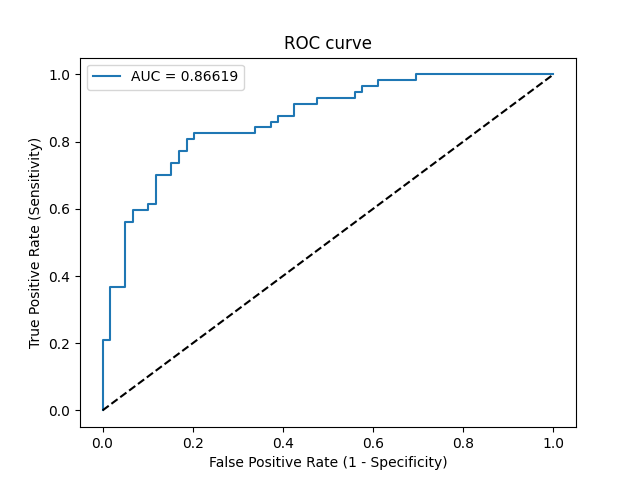 ROC curve
AUC = 0.86619
1.0
0.8
0.6
0.4
0.2
0.0
True Positive Rate (Sensitivity)
0.0 0.2 0.4 0.6 0.8 1.0
False Positive Rate (1 - Specificity)